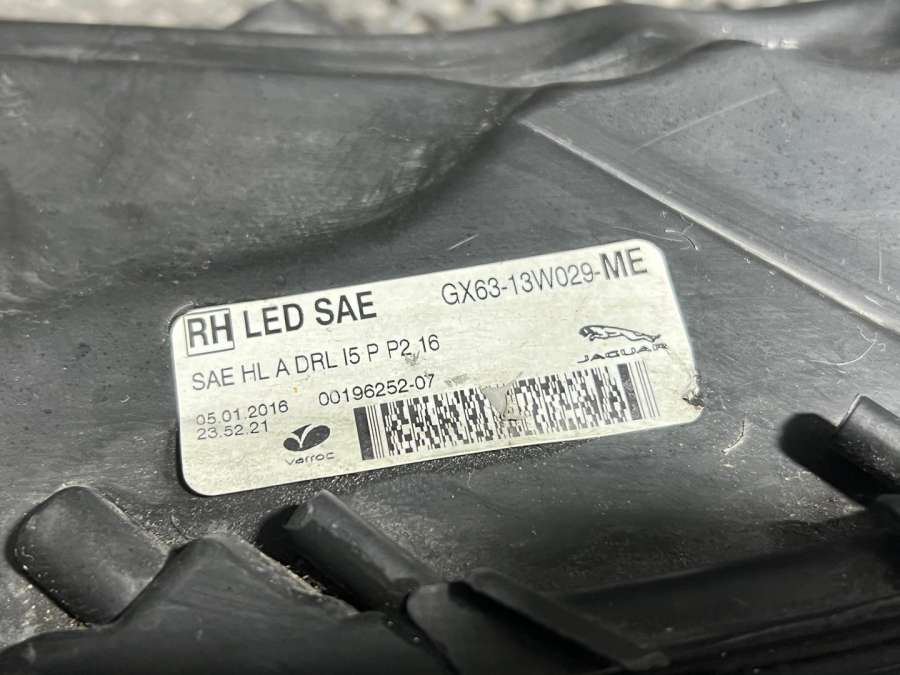 RH LED SAE
GX63-13W029-ME
SAE HL A DRL I5 P P2 16
JAGUAR
05.01.2016
23.52.21
00196252-07
varroc